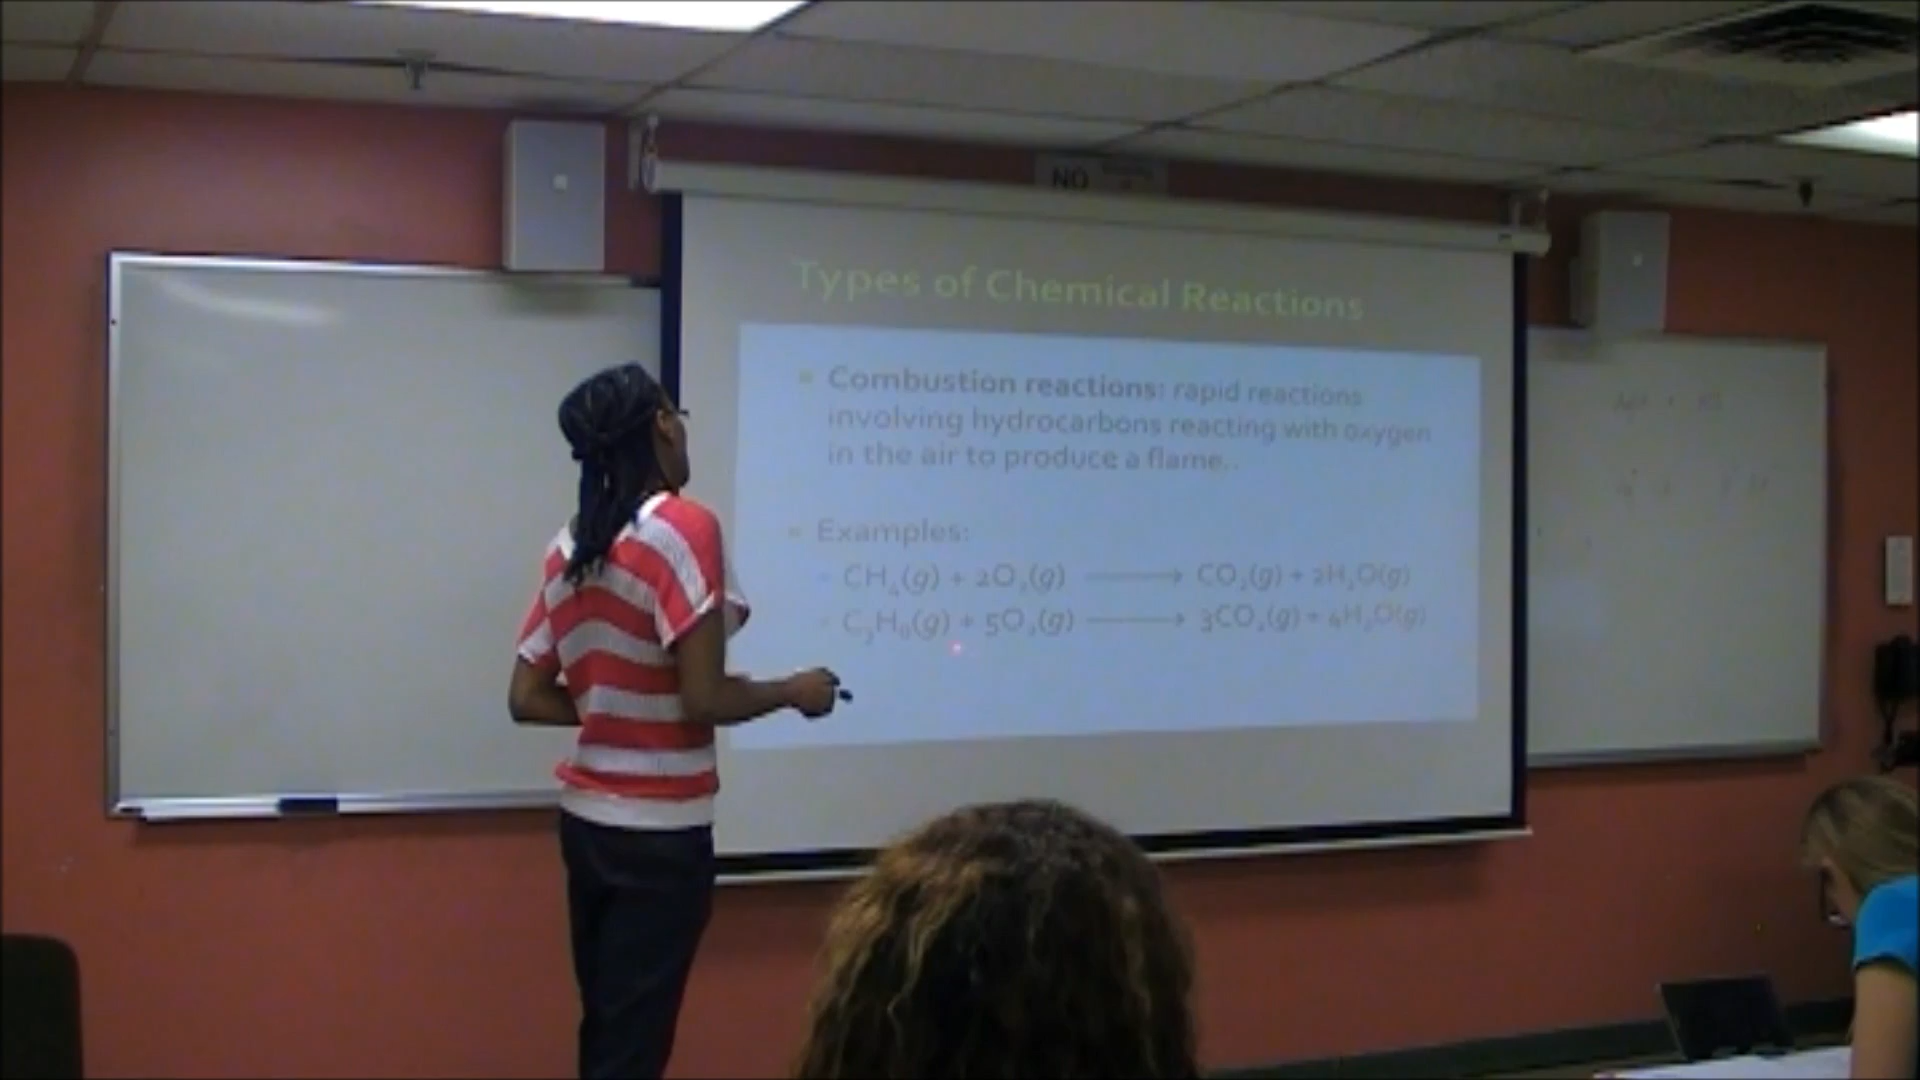 NO
Types of Chemical Reactions
Combustion reactions: rapid reactions
involving hydrocarbons reacting with oxygen
in the air to produce a flame..
Examples:
CH₄(g) + 2O₂(g) ⟶ CO₂(g) + 2H₂O(g)
C₃H₈(g) + 5O₂(g) ⟶ 3CO₂(g) + 4H₂O(g)